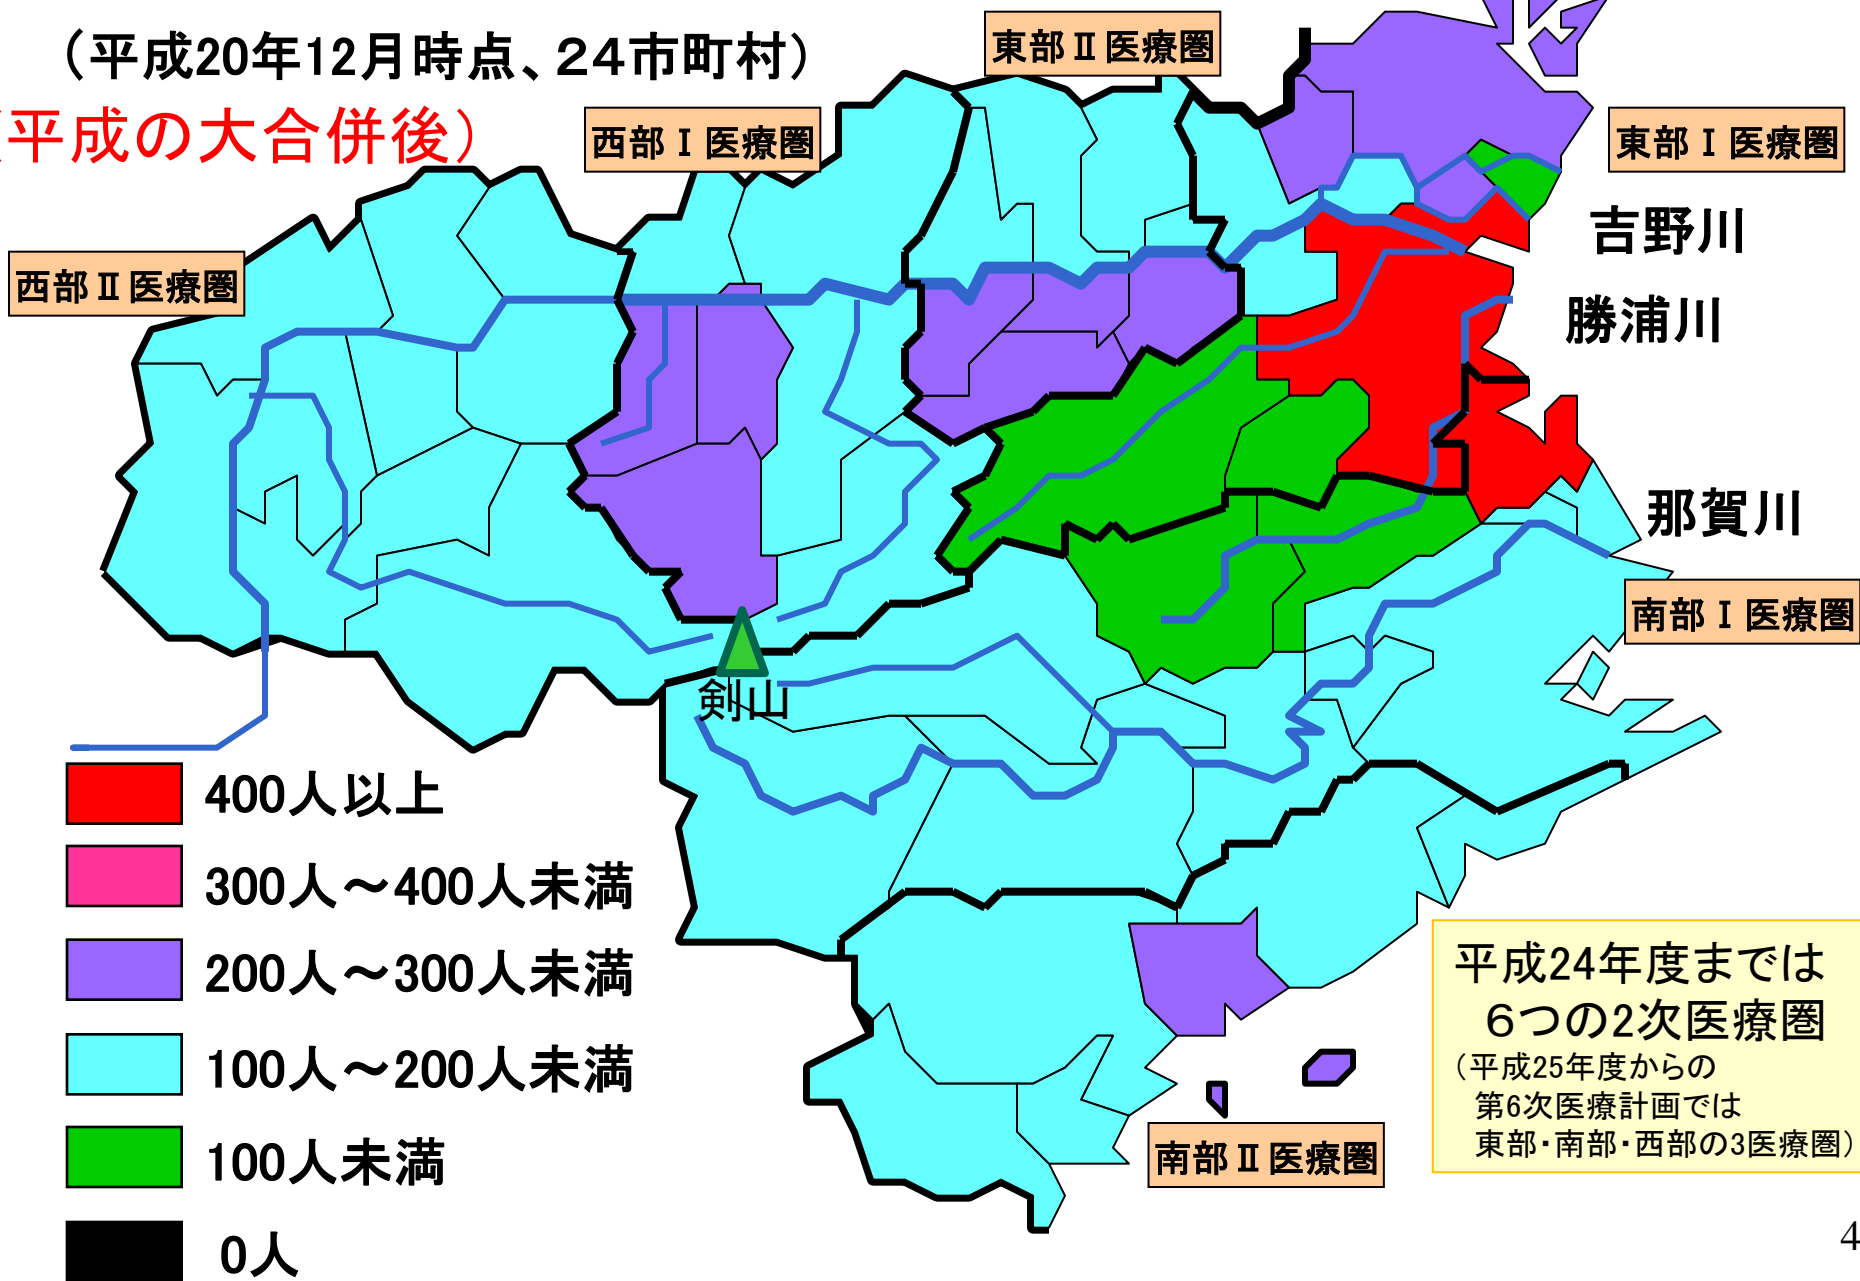 （平成20年12月時点、２４市町村）
（平成の大合併後）
東部Ⅱ医療圏
西部Ⅰ医療圏
東部Ⅰ医療圏
西部Ⅱ医療圏
吉野川
勝浦川
那賀川
南部Ⅰ医療圏
剣山
400人以上
300人～400人未満
200人～300人未満
100人～200人未満
100人未満
0人
南部Ⅱ医療圏
平成24年度までは
６つの2次医療圏
（平成25年度からの
第6次医療計画では
東部・南部・西部の3医療圏）
4